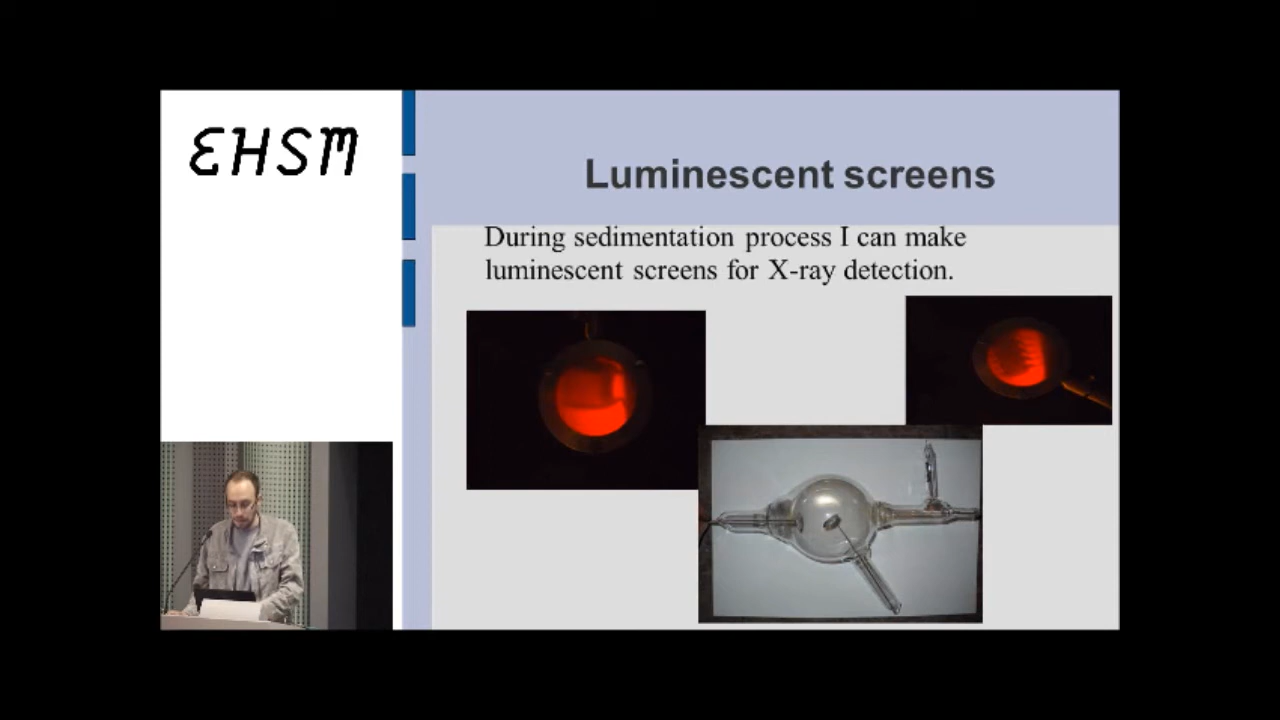 EHSM
Luminescent screens
During sedimentation process I can make
luminescent screens for X-ray detection.